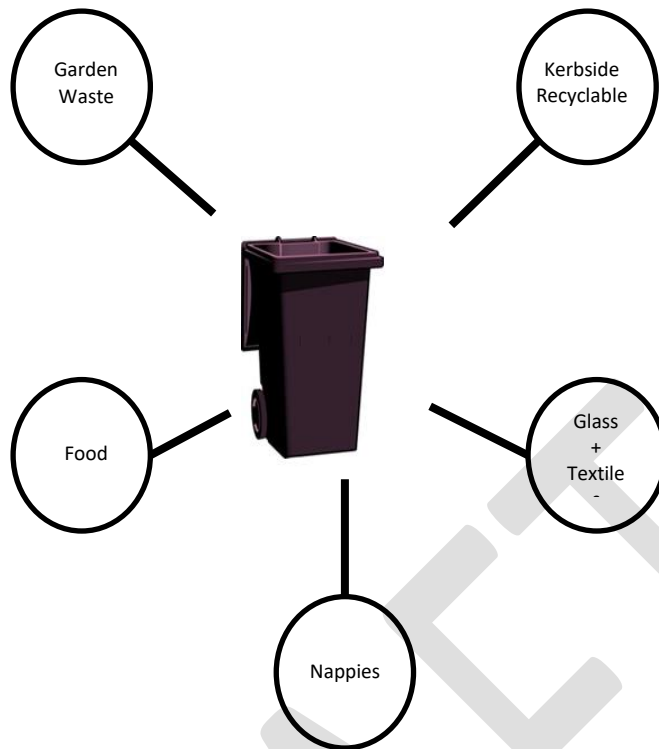 Garden
Waste
Kerbside
Recyclable
Food
Glass
+
Textile
-
Nappies